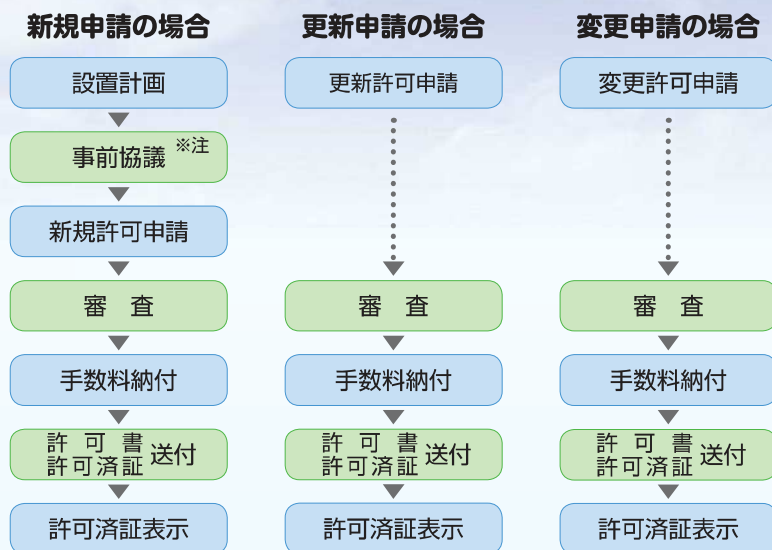 新規申請の場合
設置計画
事前協議 ※注
新規許可申請
審　査
手数料納付
許　可　書
許可済証 送付
許可済証表示
更新申請の場合
更新許可申請
審　査
手数料納付
許　可　書
許可済証 送付
許可済証表示
変更申請の場合
変更許可申請
審　査
手数料納付
許　可　書
許可済証 送付
許可済証表示